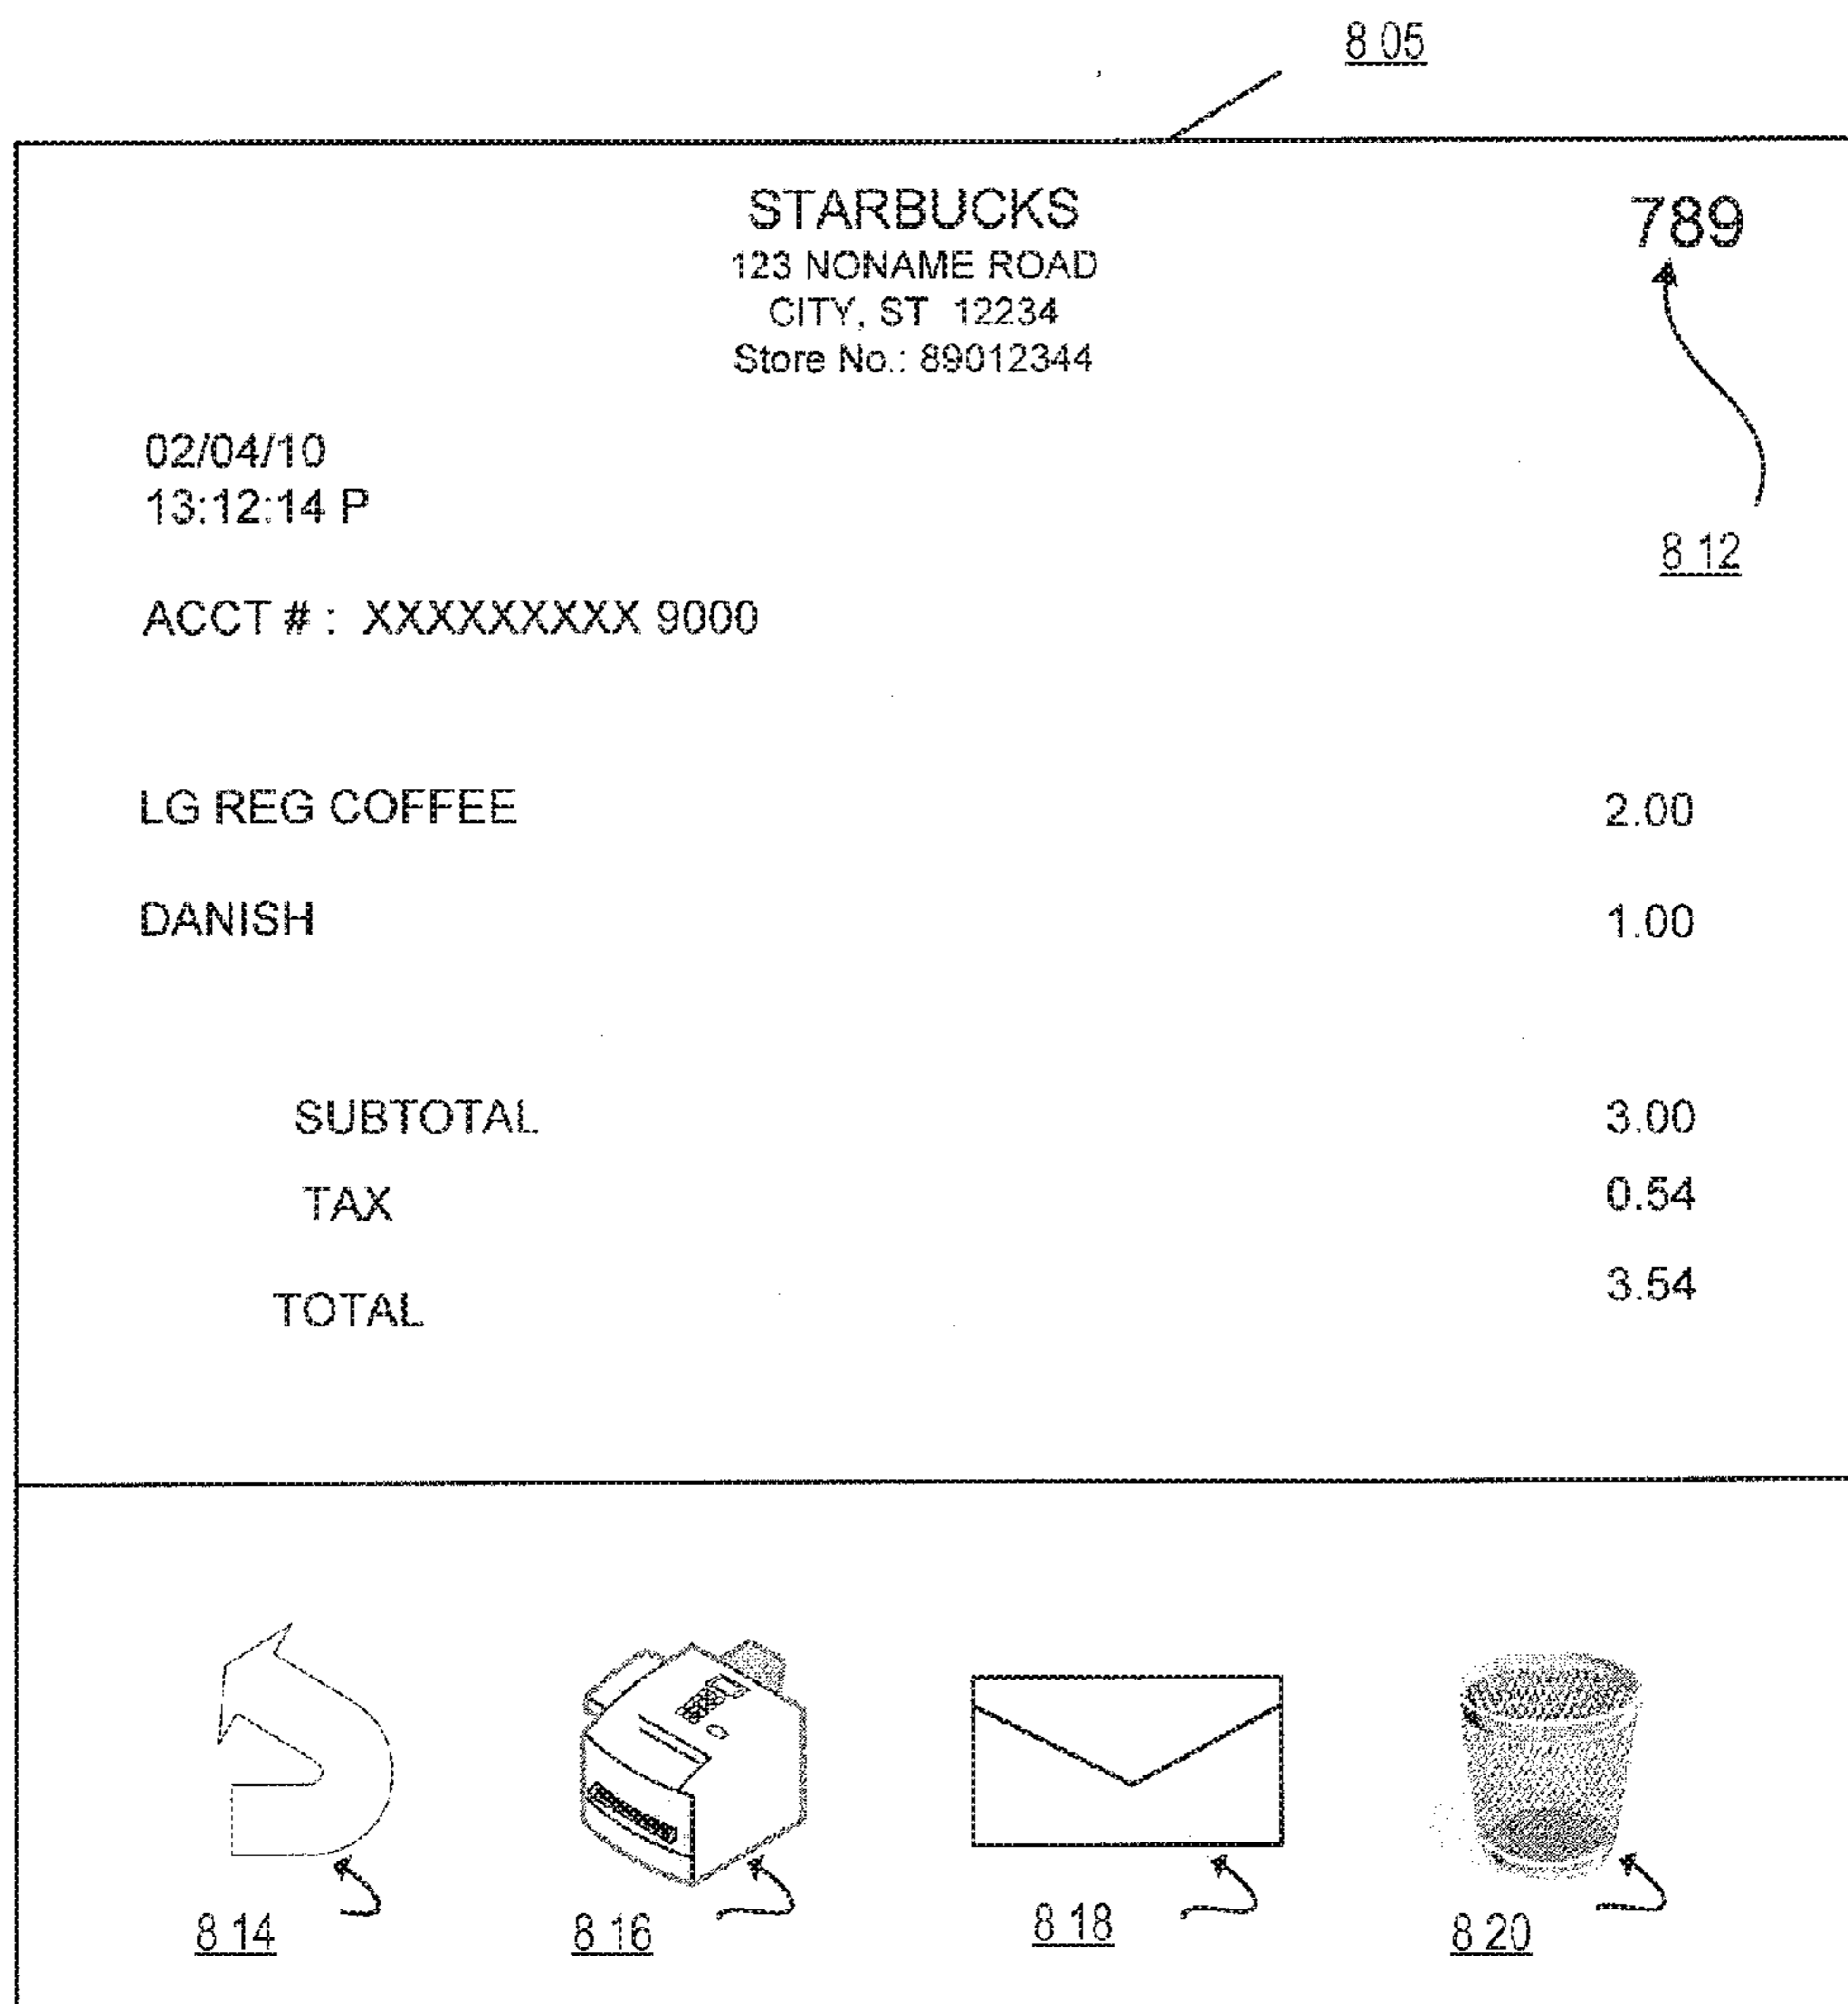 8 05
STARBUCKS
789
123 NONAME ROAD
CITY, ST 12234
Store No.: 89012344
02/04/10
13:12:14 P
8 12
ACCT # : XXXXXXXXX 9000
LG REG COFFEE 2.00
DANISH 1.00
SUBTOTAL 3.00
TAX 0.54
TOTAL 3.54
8 14 8 16 8 18 8 20